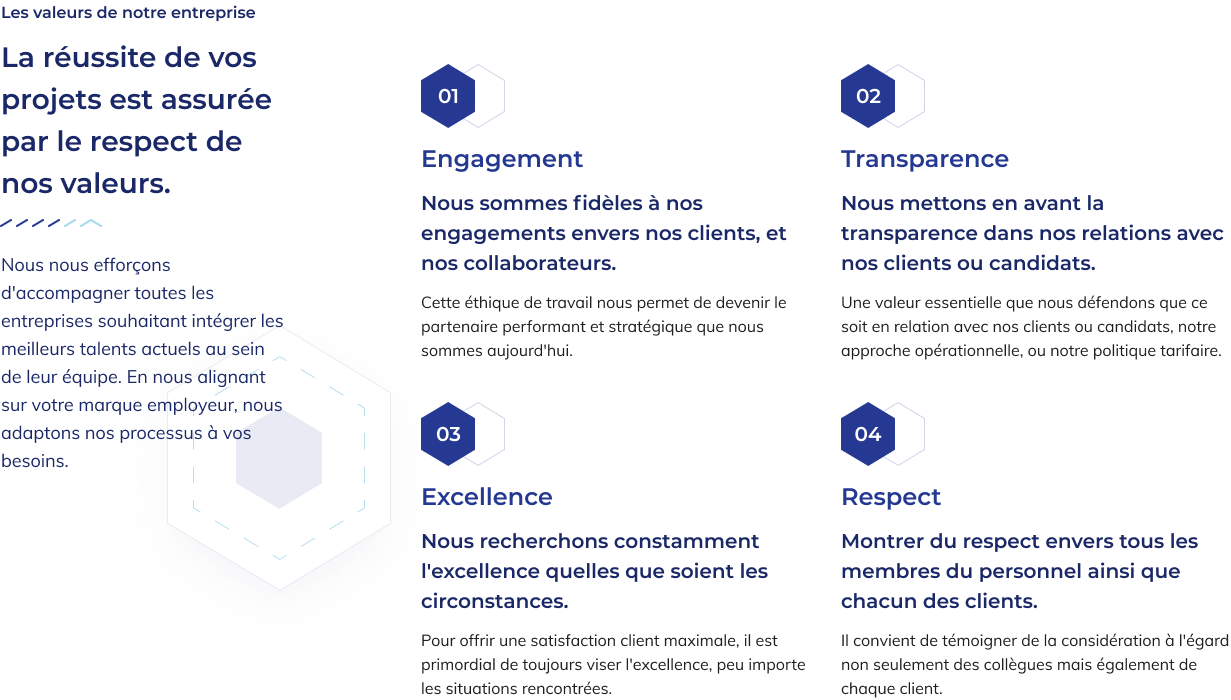 Les valeurs de notre entreprise
La réussite de vos
projets est assurée
par le respect de
nos valeurs.
Nous nous efforçons
d'accompagner toutes les
entreprises souhaitant intégrer les
meilleurs talents actuels au sein
de leur équipe. En nous alignant
sur votre marque employeur, nous
adaptons nos processus à vos
besoins.
01
Engagement
Nous sommes fidèles à nos
engagements envers nos clients, et
nos collaborateurs.
Cette éthique de travail nous permet de devenir le
partenaire performant et stratégique que nous
sommes aujourd'hui.
02
Transparence
Nous mettons en avant la
transparence dans nos relations avec
nos clients ou candidats.
Une valeur essentielle que nous défendons que ce
soit en relation avec nos clients ou candidats, notre
approche opérationnelle, ou notre politique tarifaire.
03
Excellence
Nous recherchons constamment
l'excellence quelles que soient les
circonstances.
Pour offrir une satisfaction client maximale, il est
primordial de toujours viser l'excellence, peu importe
les situations rencontrées.
04
Respect
Montrer du respect envers tous les
membres du personnel ainsi que
chacun des clients.
Il convient de témoigner de la considération à l'égard
non seulement des collègues mais également de
chaque client.